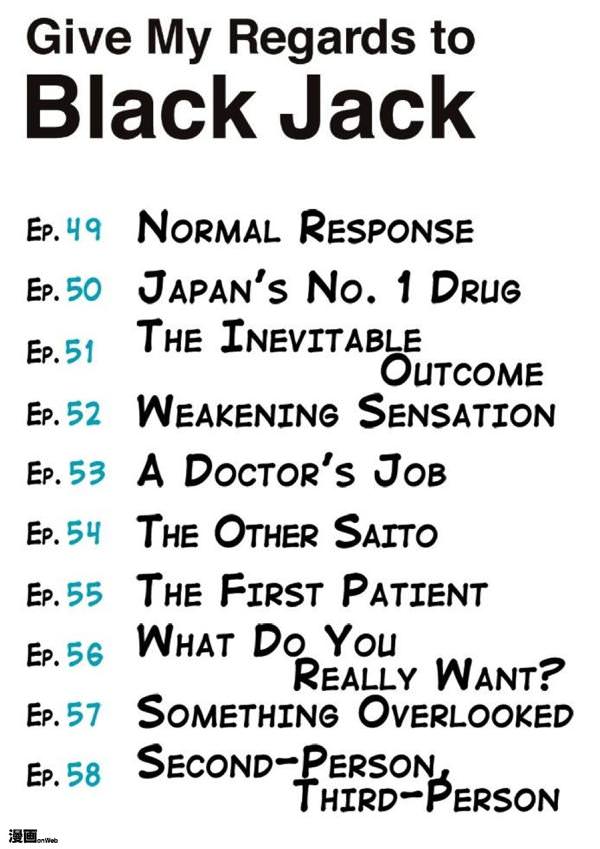 Give My Regards to
Black Jack
Ep. 49 Normal Response
Ep. 50 Japan's No. 1 Drug
Ep. 51 The Inevitable
Outcome
Ep. 52 Weakening Sensation
Ep. 53 A Doctor's Job
Ep. 54 The Other Saito
Ep. 55 The First Patient
Ep. 56 What Do You
Really Want?
Ep. 57 Something Overlooked
Ep. 58 Second-Person,
Third-Person
漫画onWeb